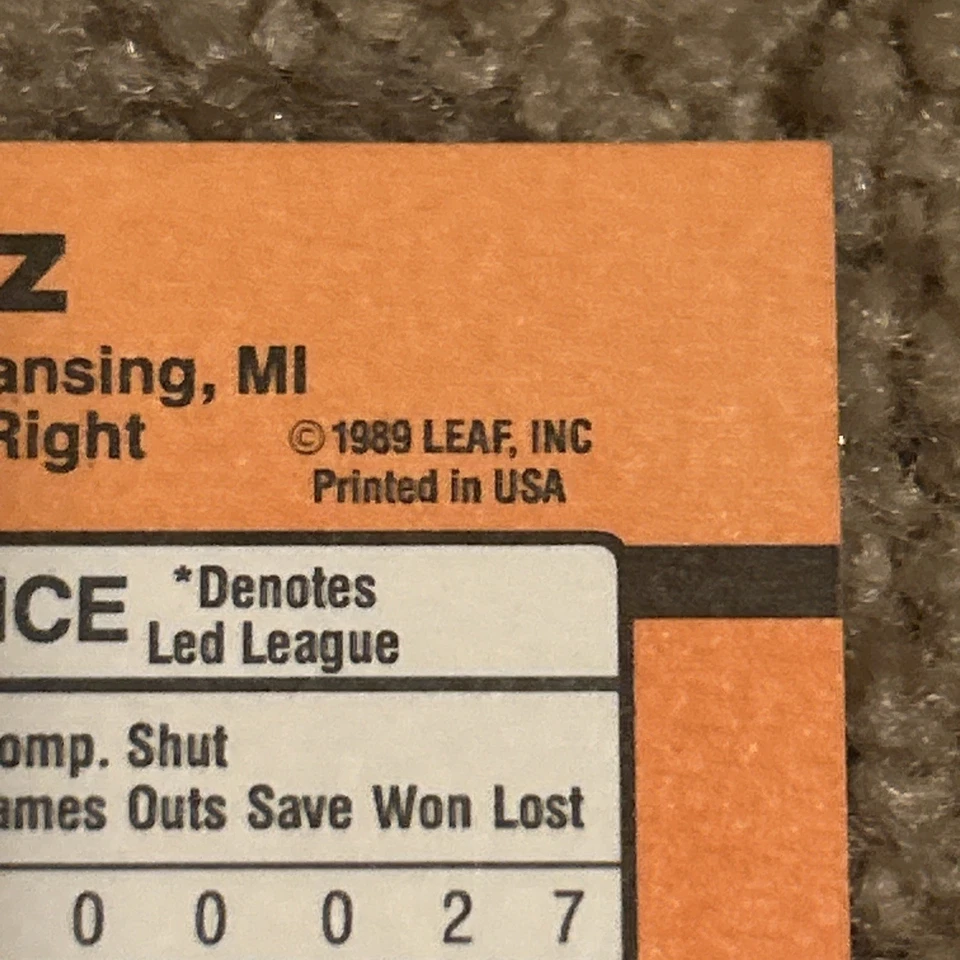 Z
ansing, MI
Right
©1989 LEAF, INC
Printed in USA
NCE
*Denotes
Led League
omp. Shut
ames Outs Save Won Lost
0 0 0 2 7